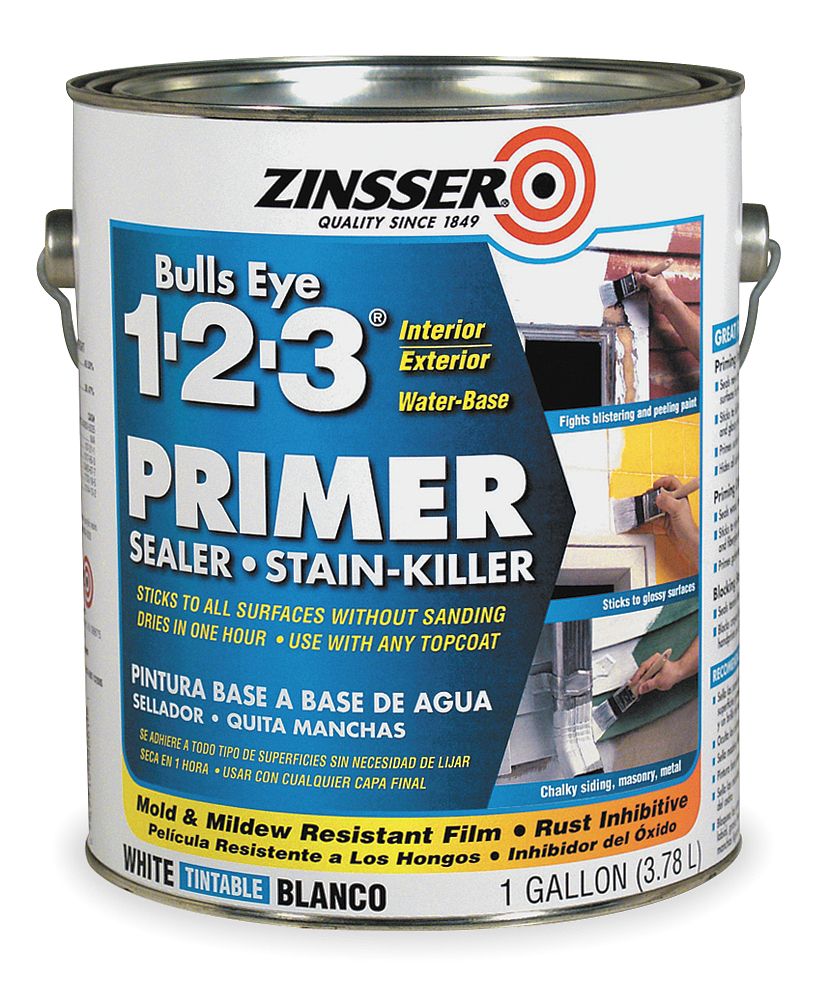 ZINSSER®
QUALITY SINCE 1849
Bulls Eye
1·2·3®
Interior
Exterior
Water-Base
PRIMER
SEALER • STAIN-KILLER
STICKS TO ALL SURFACES WITHOUT SANDING
DRIES IN ONE HOUR • USE WITH ANY TOPCOAT
PINTURA BASE A BASE DE AGUA
SELLADOR • QUITA MANCHAS
SE ADHIERE A TODO TIPO DE SUPERFICIES SIN NECESIDAD DE LIJAR
SECA EN 1 HORA • USAR CON CUALQUIER CAPA FINAL
Fights blistering and peeling paint
Sticks to glossy surfaces
Chalky siding, masonry, metal
Mold & Mildew Resistant Film • Rust Inhibitive
Película Resistente a Los Hongos • Inhibidor del Óxido
WHITE TINTABLE BLANCO
1 GALLON (3.78 L)
GREAT
Priming